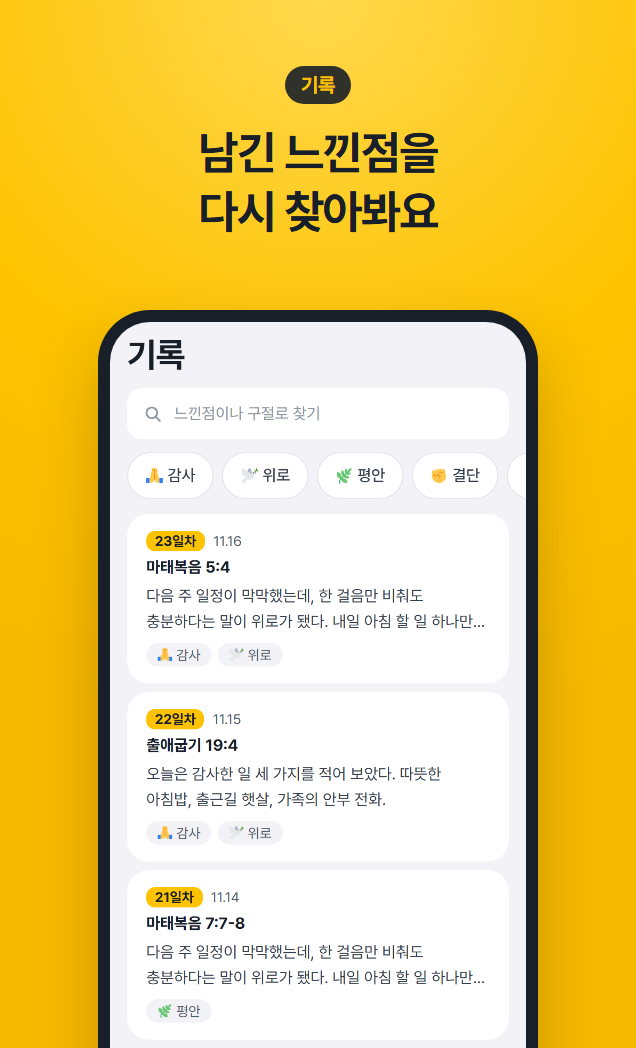 기록
남긴 느낀점을
다시 찾아봐요
기록
느낀점이나 구절로 찾기
🙏 감사 🕊️ 위로 🌿 평안 ✊ 결단
23일차 11.16
마태복음 5:4
다음 주 일정이 막막했는데, 한 걸음만 비춰도
충분하다는 말이 위로가 됐다. 내일 아침 할 일 하나만...
🙏 감사 🕊️ 위로
22일차 11.15
출애굽기 19:4
오늘은 감사한 일 세 가지를 적어 보았다. 따뜻한
아침밥, 출근길 햇살, 가족의 안부 전화.
🙏 감사 🕊️ 위로
21일차 11.14
마태복음 7:7-8
다음 주 일정이 막막했는데, 한 걸음만 비춰도
충분하다는 말이 위로가 됐다. 내일 아침 할 일 하나만...
🌿 평안